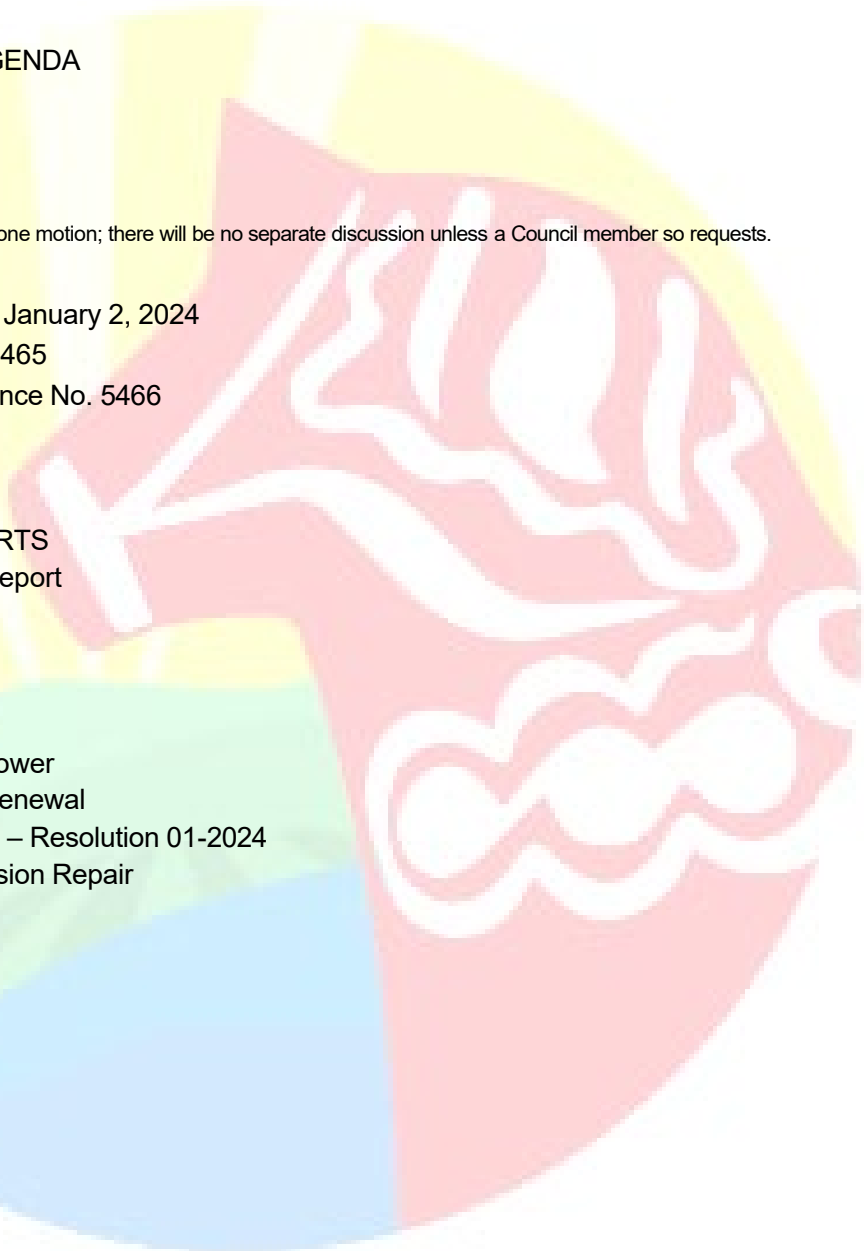 GENDA
one motion; there will be no separate discussion unless a Council member so requests.
January 2, 2024
465
nce No. 5466
RTS
eport
ower
enewal
– Resolution 01-2024
sion Repair